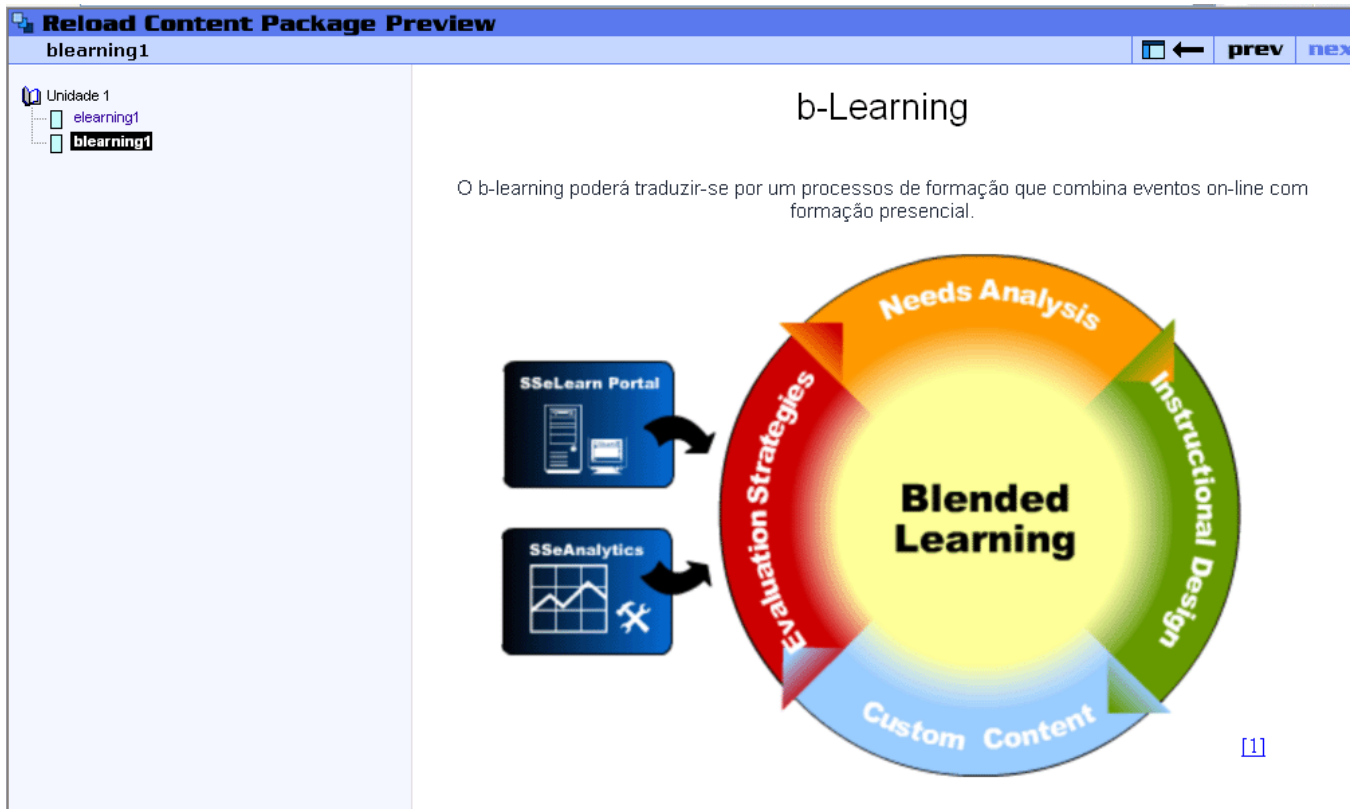 Reload Content Package Preview
blearning1
prev
nex
Unidade 1
elearning1
blearning1
b-Learning
O b-learning poderá traduzir-se por um processos de formação que combina eventos on-line com
formação presencial.
Needs Analysis
SSeLearn Portal
Evaluation Strategies
Instructional Design
Blended
Learning
SSeAnalytics
Custom Content
[1]